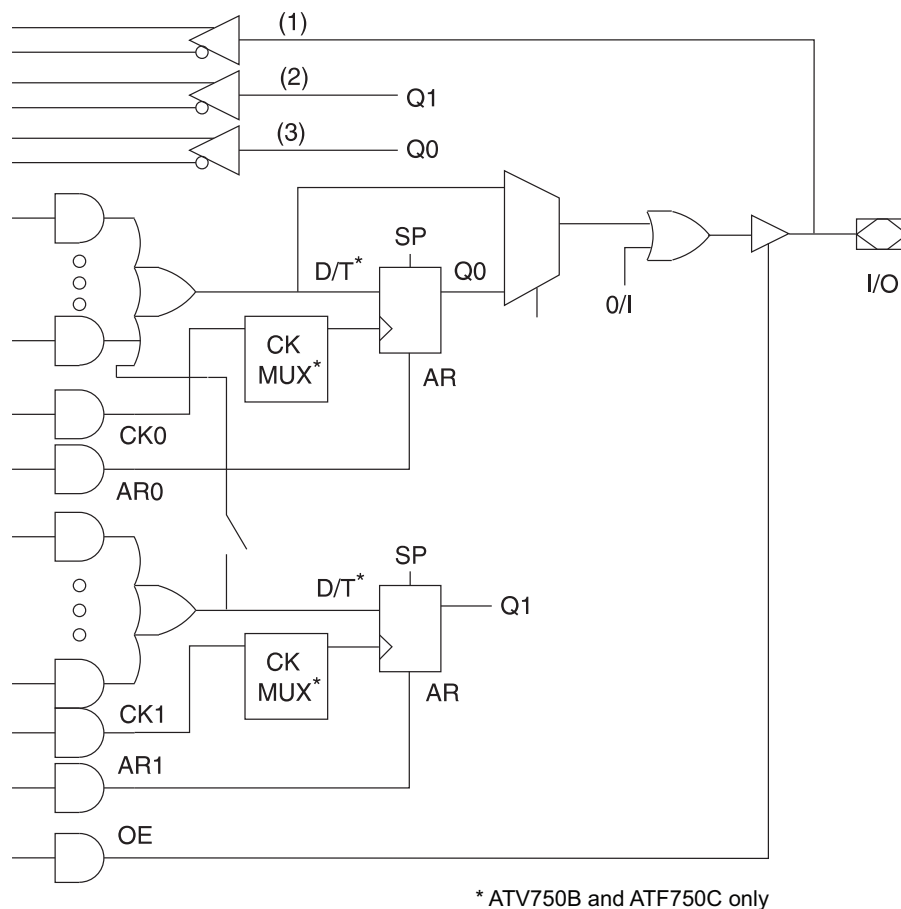 (1)
(2)
Q1
(3)
Q0
SP
D/T*
Q0
I/O
0/I
CK
MUX*
AR
CK0
AR0
SP
D/T*
Q1
CK
MUX*
AR
CK1
AR1
OE
* ATV750B and ATF750C only